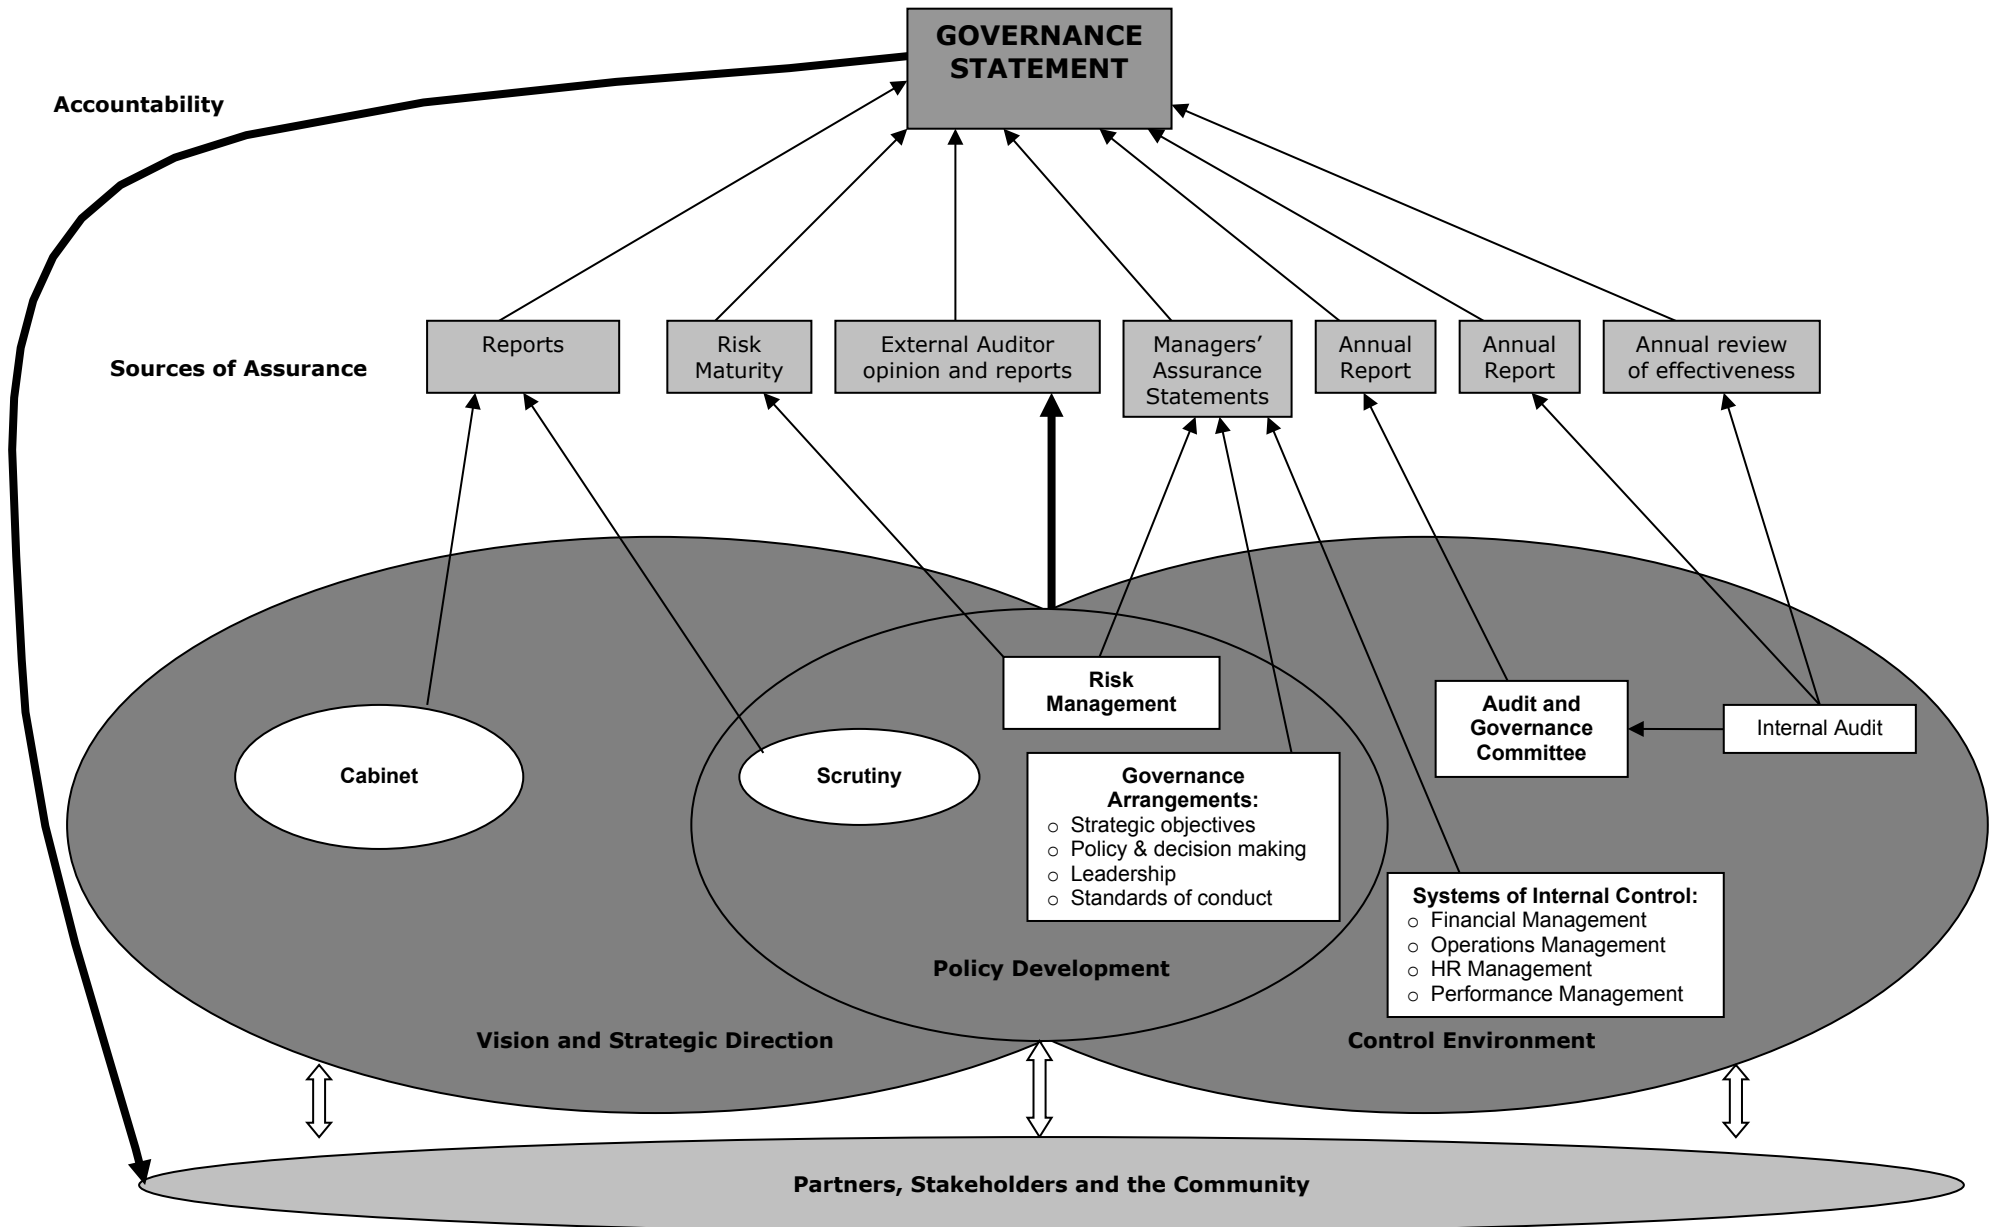 GOVERNANCE
STATEMENT
Accountability
Sources of Assurance
Reports
Risk
Maturity
External Auditor
opinion and reports
Managers’
Assurance
Statements
Annual
Report
Annual
Report
Annual review
of effectiveness
Cabinet
Scrutiny
Risk
Management
Governance
Arrangements:
○ Strategic objectives
○ Policy & decision making
○ Leadership
○ Standards of conduct
Audit and
Governance
Committee
Internal Audit
Systems of Internal Control:
○ Financial Management
○ Operations Management
○ HR Management
○ Performance Management
Policy Development
Vision and Strategic Direction
Control Environment
Partners, Stakeholders and the Community